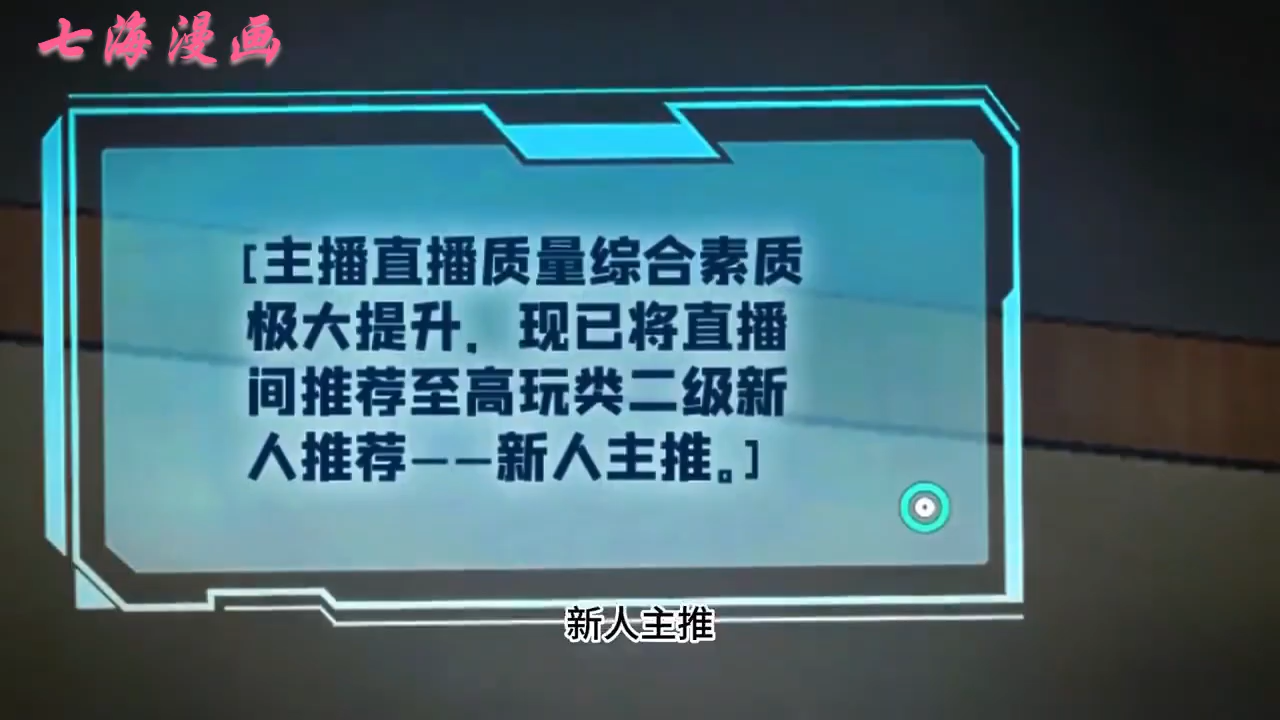 七海漫画
[主播直播质量综合素质
极大提升，现已将直播
间推荐至高玩类二级新
人推荐——新人主推。]
新人主推